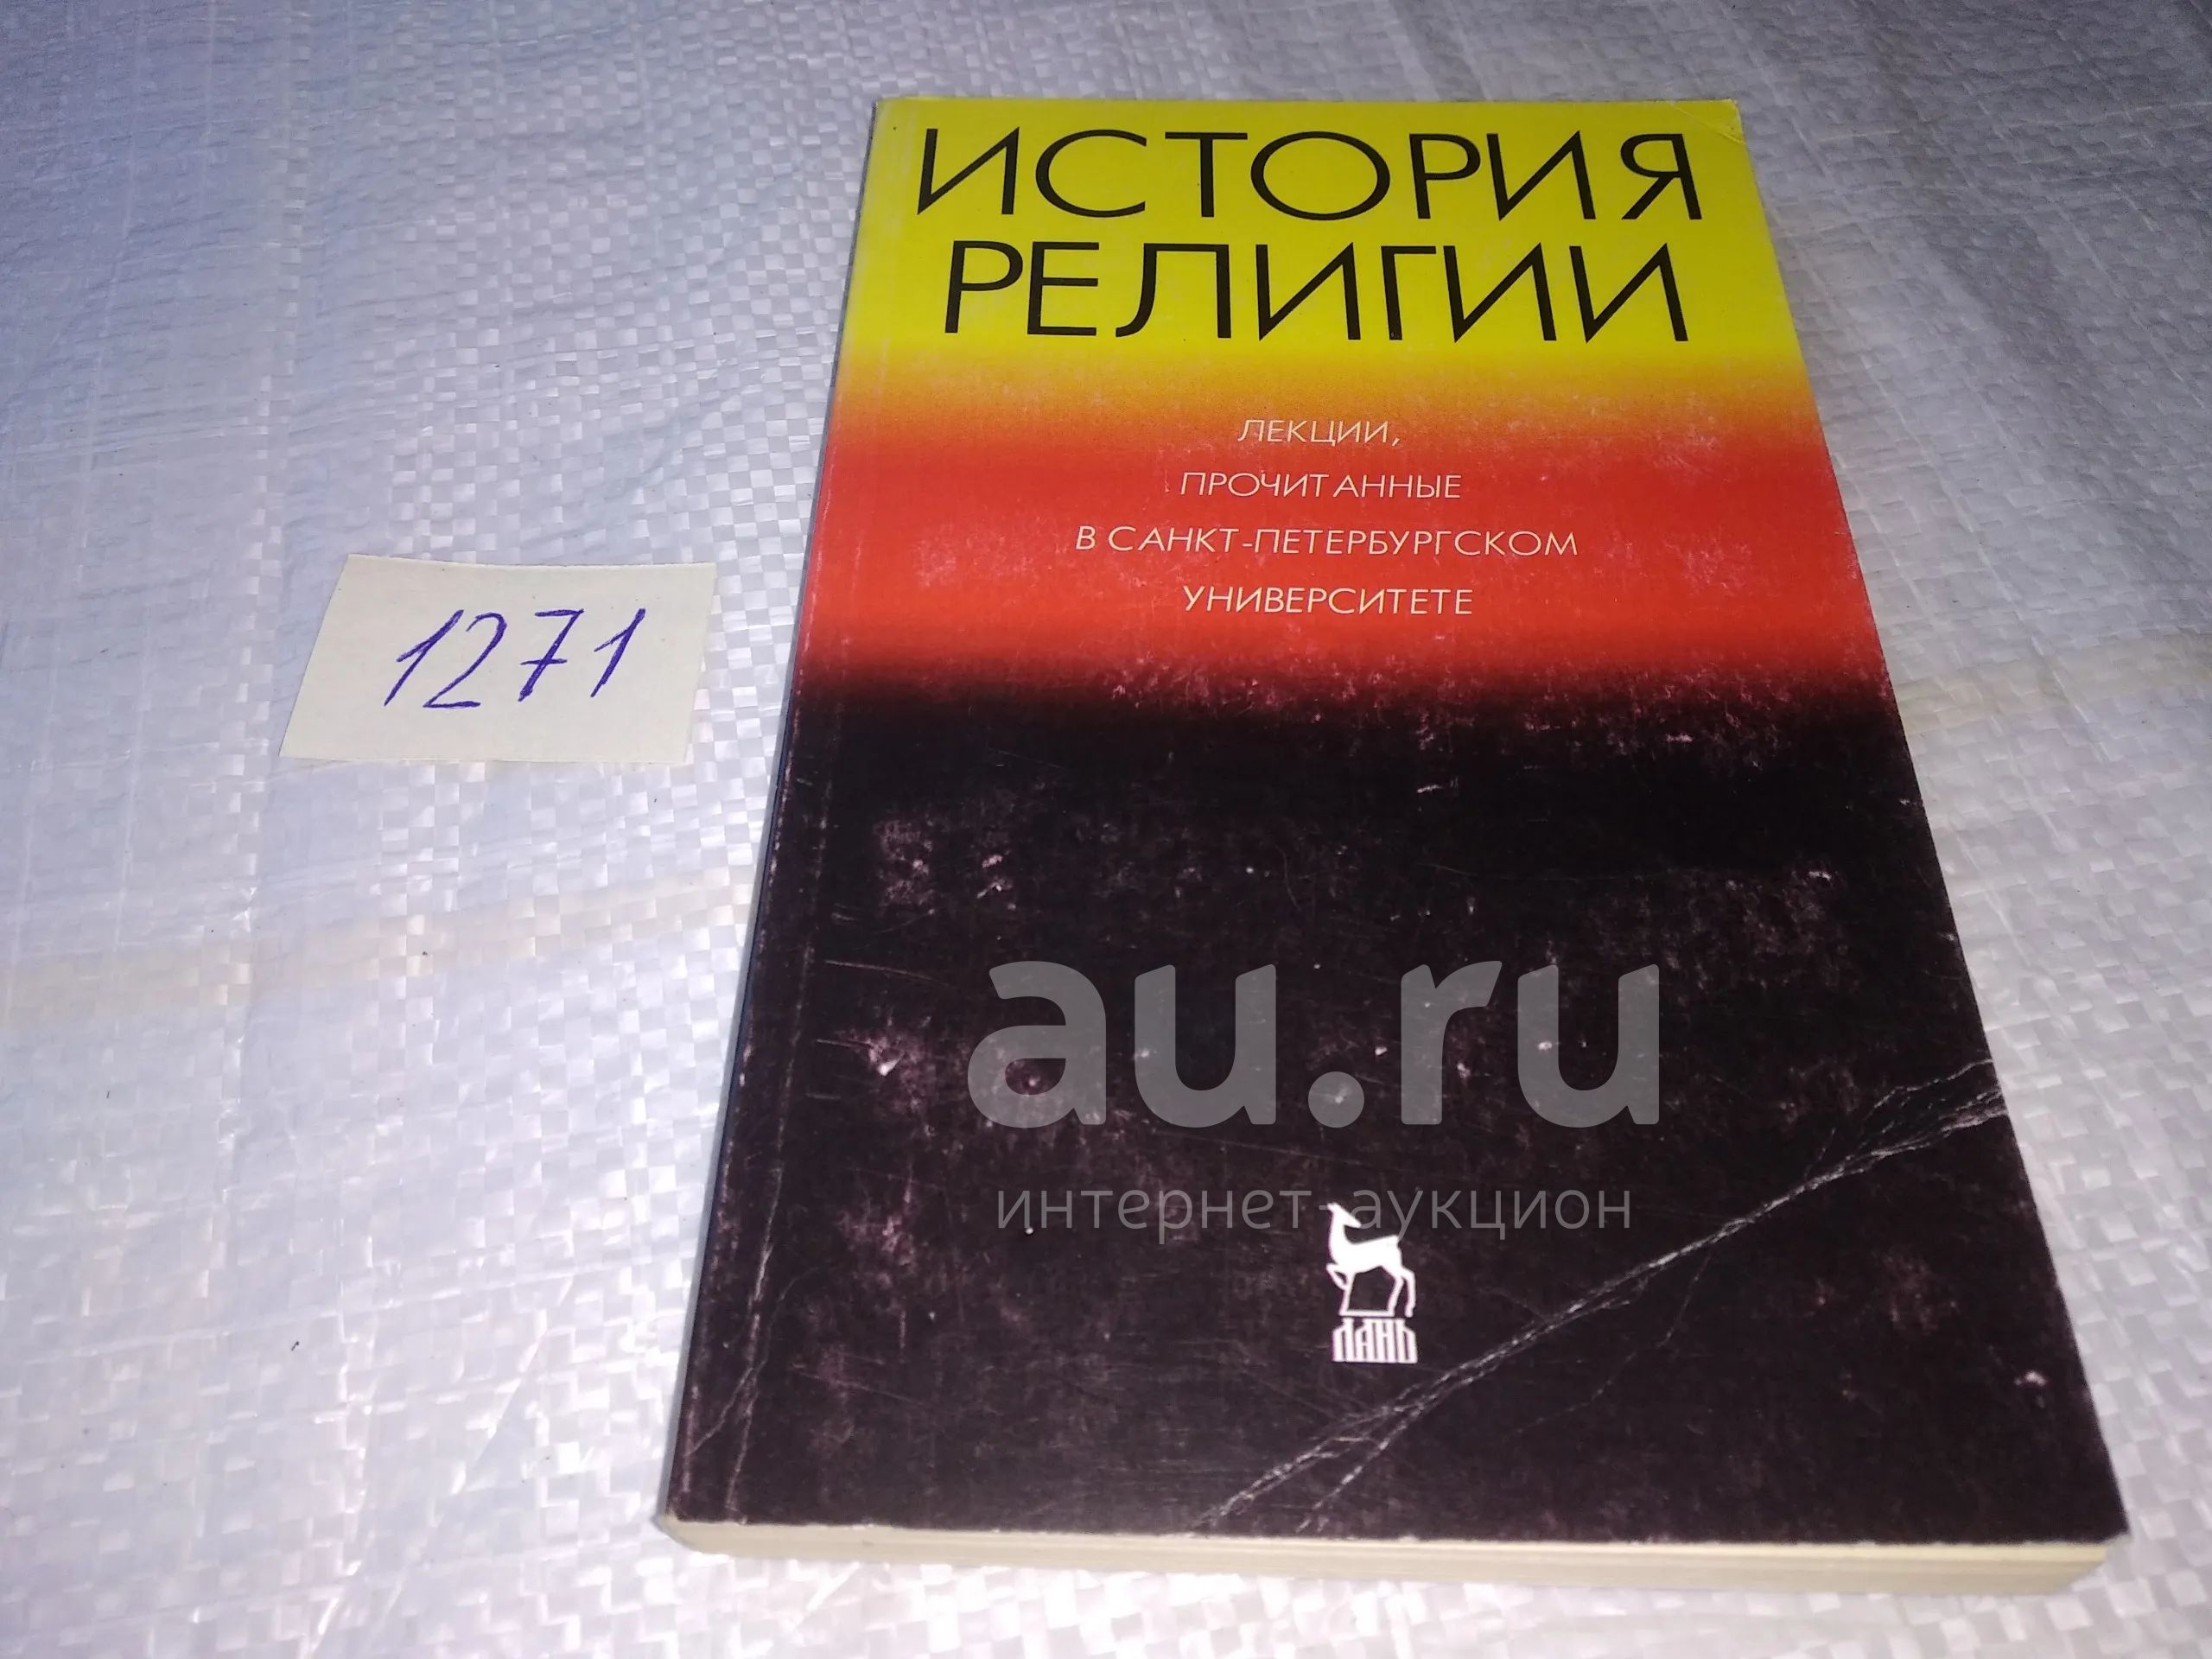 ИСТОРИЯ
РЕЛИГИИ
ЛЕКЦИИ,
ПРОЧИТАННЫЕ
В САНКТ-ПЕТЕРБУРГСКОМ
УНИВЕРСИТЕТЕ
1271
au.ru
интернет аукцион
ЛАНЬ